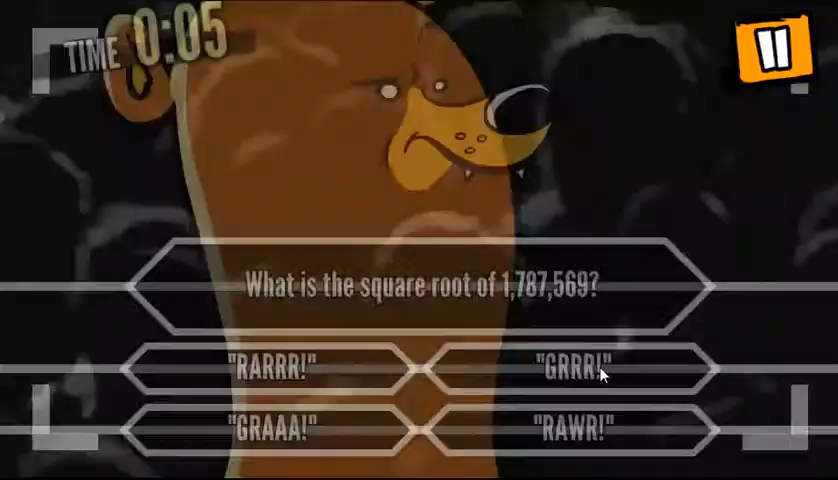 TIME 0:05
What is the square root of 1,787,569?
"RARRR!"
"GRRR!"
"GRAAA!"
"RAWR!"